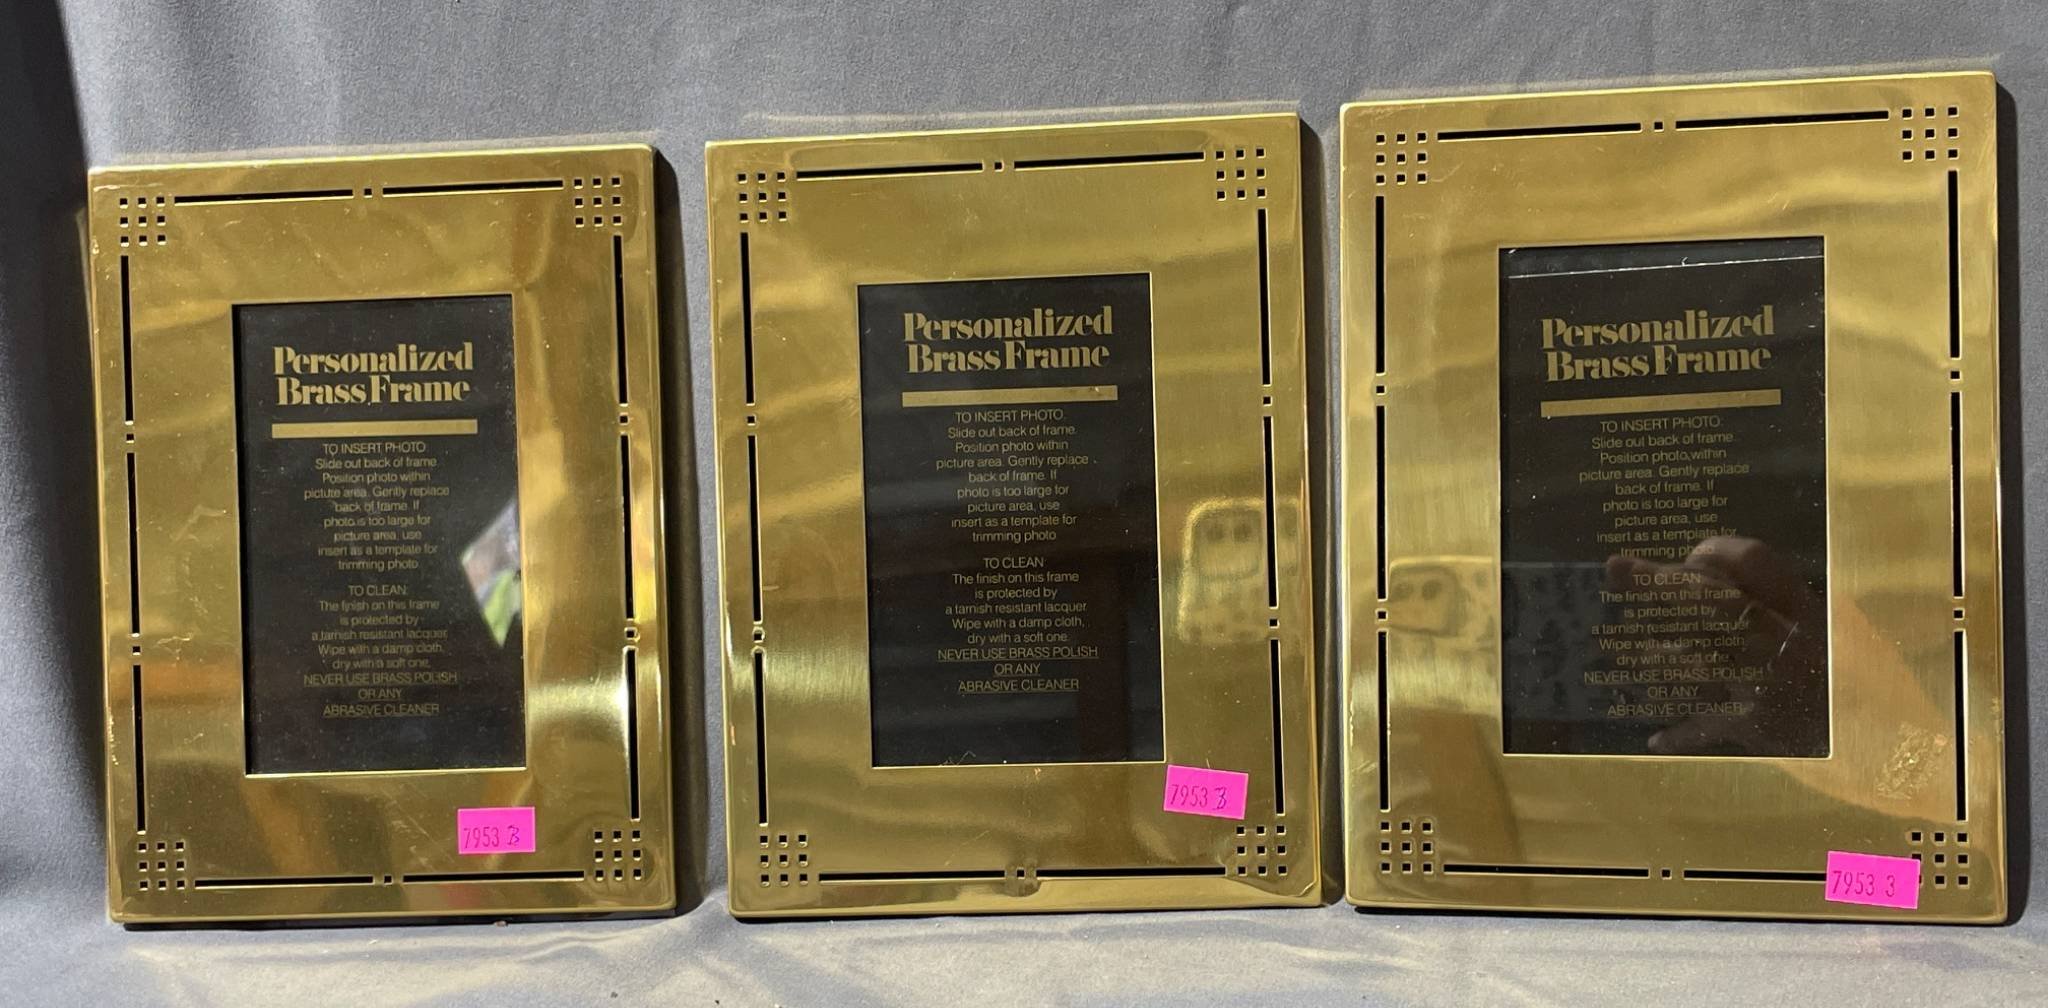 Personalized
Brass Frame
TO INSERT PHOTO:
Slide out back of frame.
Position photo within
picture area. Gently replace
back of frame. If
photo is too large for
picture area, use
insert as a template for
trimming photo
TO CLEAN:
The finish on this frame
is protected by
a tarnish resistant lacquer.
Wipe with a damp cloth,
dry with a soft one.
NEVER USE BRASS POLISH
OR ANY
ABRASIVE CLEANER
7953 B
Personalized
Brass Frame
TO INSERT PHOTO:
Slide out back of frame.
Position photo within
picture area. Gently replace
back of frame. If
photo is too large for
picture area, use
insert as a template for
trimming photo
TO CLEAN:
The finish on this frame
is protected by
a tarnish resistant lacquer.
Wipe with a damp cloth,
dry with a soft one.
NEVER USE BRASS POLISH
OR ANY
ABRASIVE CLEANER
7953
Personalized
Brass Frame
TO INSERT PHOTO:
Slide out back of frame.
Position photo within
picture area. Gently replace
back of frame. If
photo is too large for
picture area, use
insert as a template for
trimming photo
TO CLEAN:
The finish on this frame
is protected by
a tarnish resistant lacquer.
Wipe with a damp cloth,
dry with a soft one.
NEVER USE BRASS POLISH
OR ANY
ABRASIVE CLEANER
7953 3